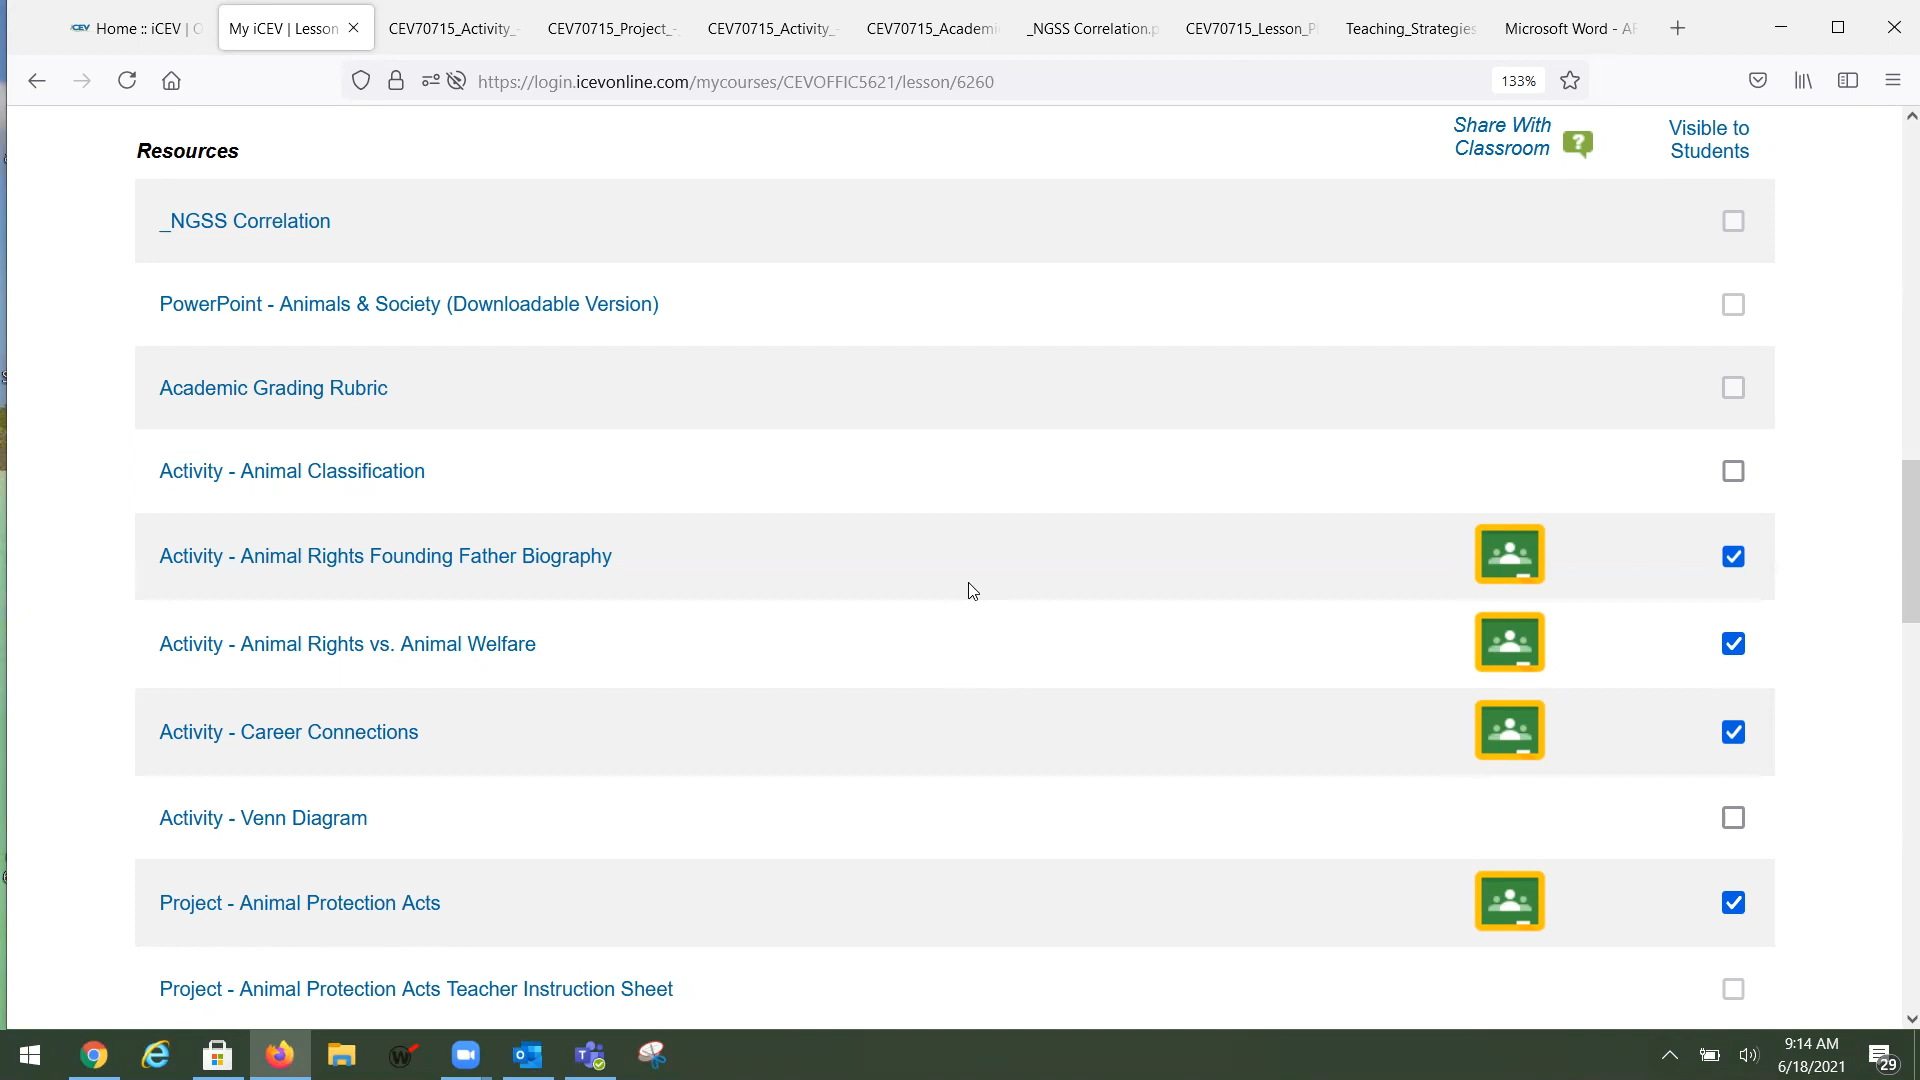 CEV Home :: iCEV | O
My iCEV | Lesson
CEV70715_Activity_-
CEV70715_Project_-
CEV70715_Activity_-
CEV70715_Academi
_NGSS Correlation.p
CEV70715_Lesson_P
Teaching_Strategies
Microsoft Word - AF
https://login.icevonline.com/mycourses/CEVOFFIC5621/lesson/6260
133%
Resources
Share With
Classroom
?
Visible to
Students
_NGSS Correlation
PowerPoint - Animals & Society (Downloadable Version)
Academic Grading Rubric
Activity - Animal Classification
Activity - Animal Rights Founding Father Biography
Activity - Animal Rights vs. Animal Welfare
Activity - Career Connections
Activity - Venn Diagram
Project - Animal Protection Acts
Project - Animal Protection Acts Teacher Instruction Sheet
9:14 AM
6/18/2021
29